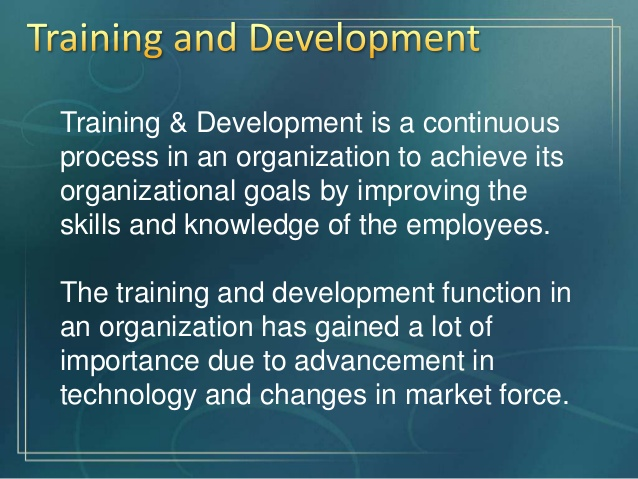 Training and Development
Training & Development is a continuous
process in an organization to achieve its
organizational goals by improving the
skills and knowledge of the employees.
The training and development function in
an organization has gained a lot of
importance due to advancement in
technology and changes in market force.